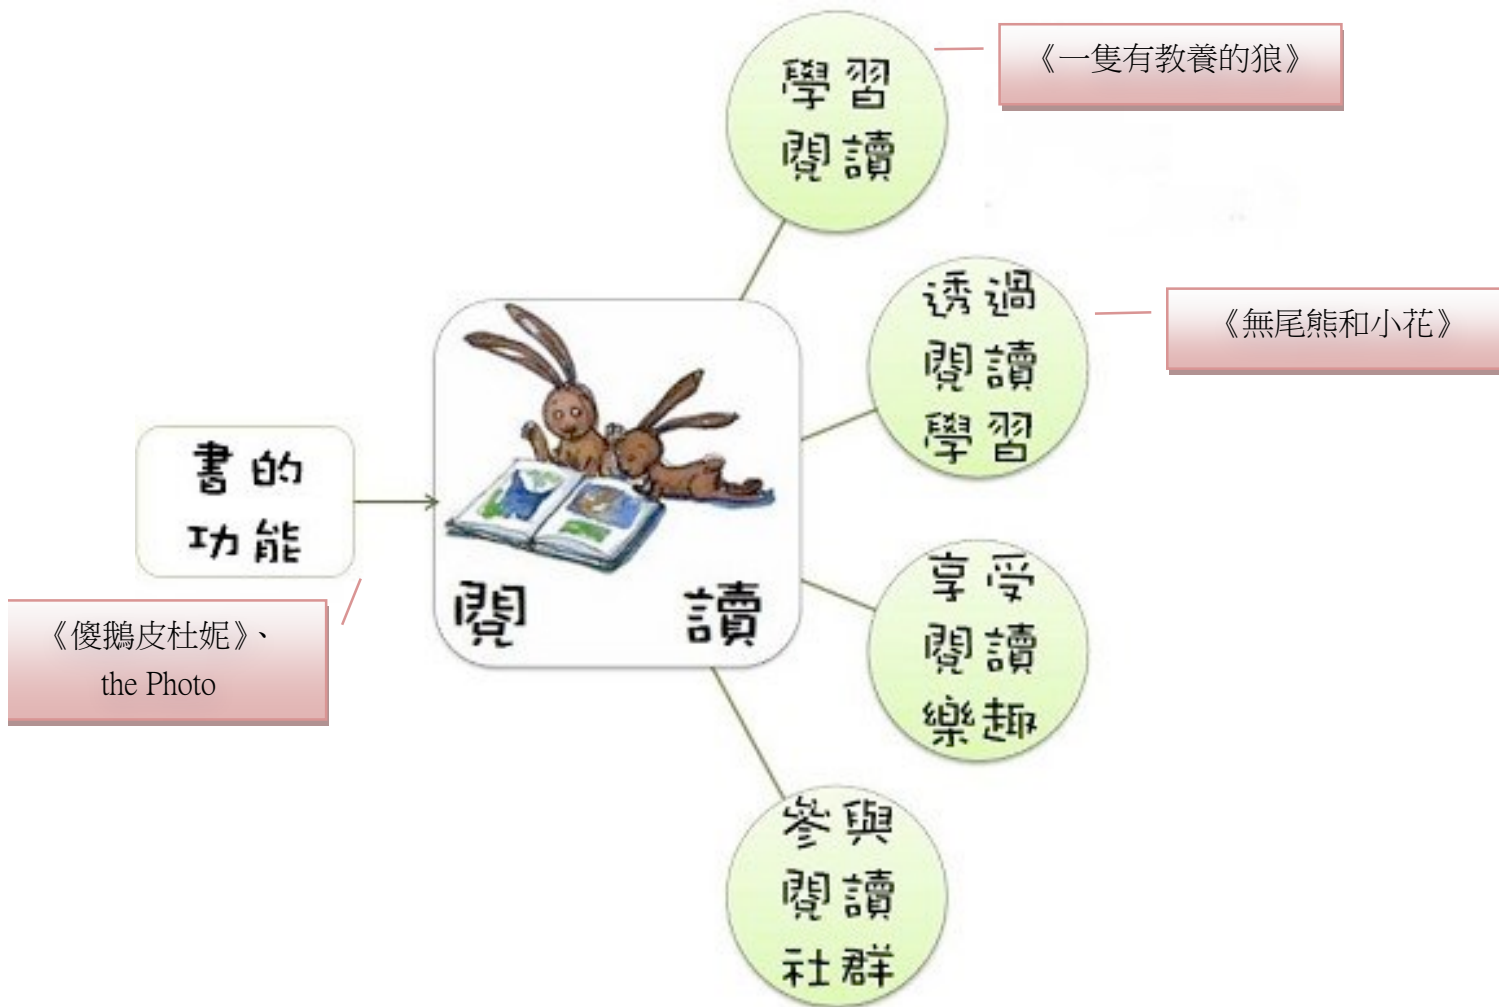 學習
閱讀
《一隻有教養的狼》
透過
閱讀
學習
《無尾熊和小花》
書的
功能
《傻鵝皮杜妮》、
the Photo
閱 讀
享受
閱讀
樂趣
參與
閱讀
社群